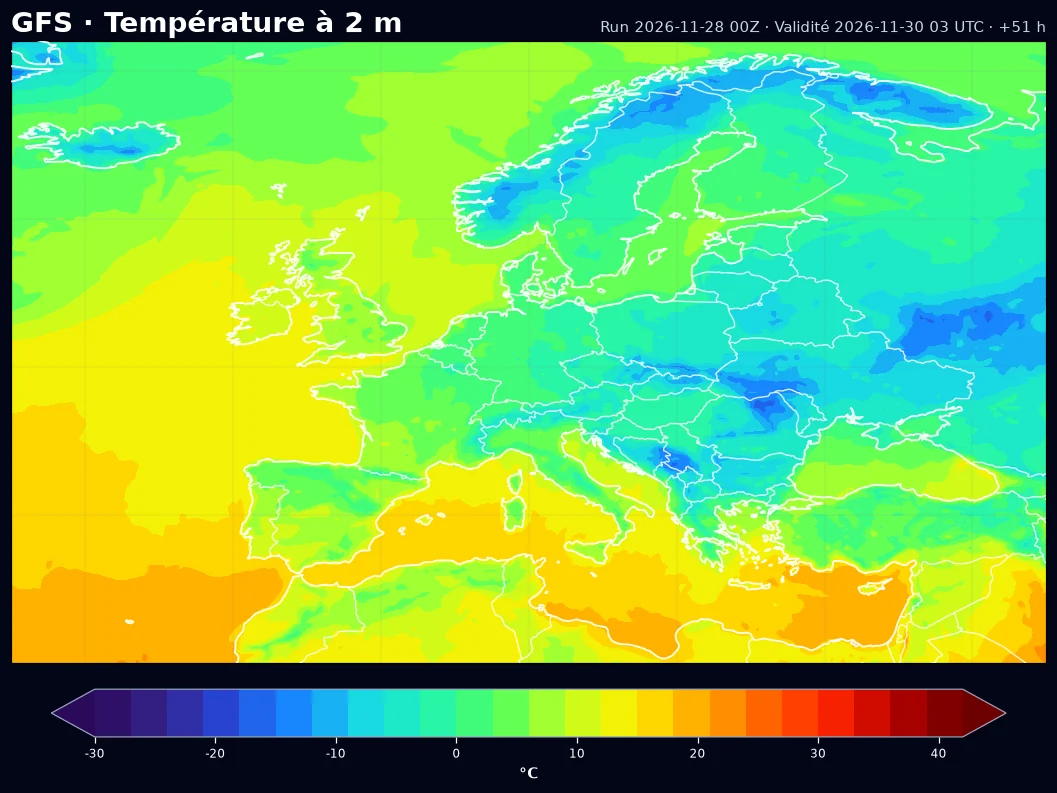 GFS · Température à 2 m
Run 2026-11-28 00Z · Validité 2026-11-30 03 UTC · +51 h
-30 -20 -10 0 10 20 30 40
°C